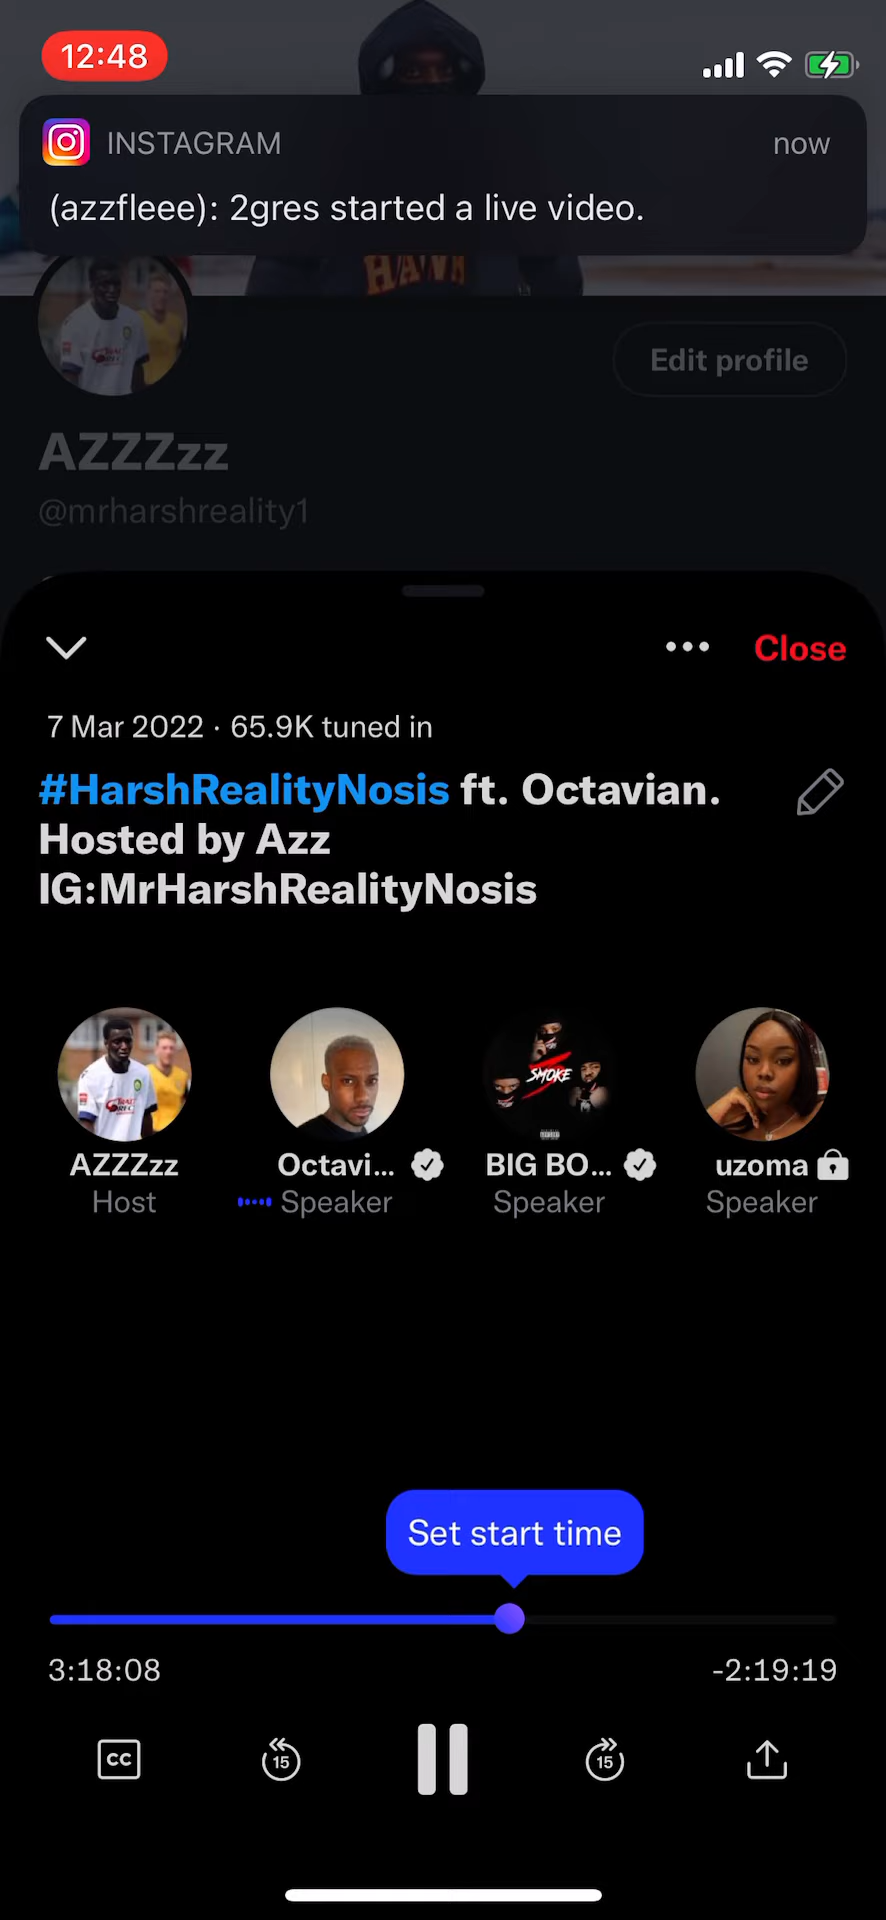 12:48
INSTAGRAM
now
(azzfleee): 2gres started a live video.
Edit profile
AZZZzz
@mrharshreality1
Close
7 Mar 2022 · 65.9K tuned in
#HarshRealityNosis ft. Octavian.
Hosted by Azz
IG:MrHarshRealityNosis
SMOKE
AZZZzz
Octavi...
BIG BO...
uzoma
Host
Speaker
Speaker
Speaker
Set start time
3:18:08
-2:19:19
CC
15
15